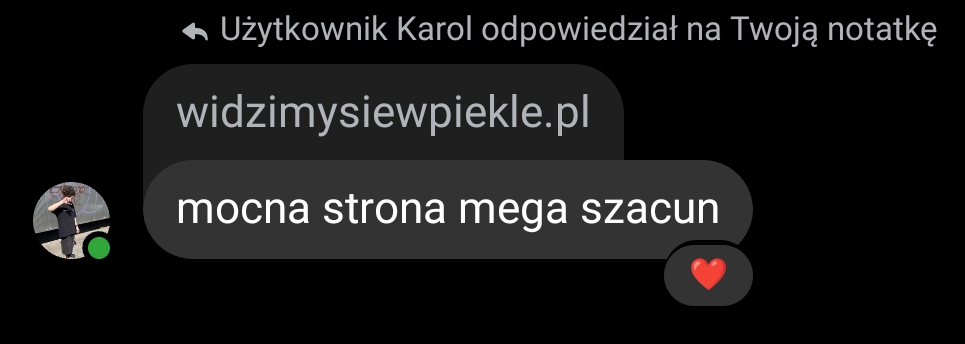 Użytkownik Karol odpowiedział na Twoją notatkę
widzimysiewpiekle.pl
mocna strona mega szacun